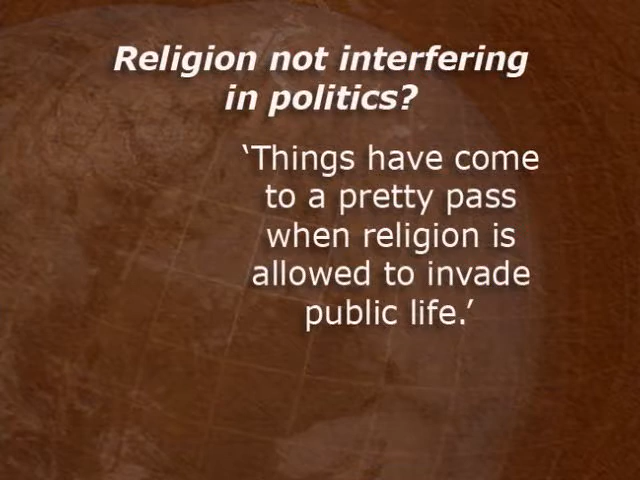 Religion not interfering
in politics?
‘Things have come
to a pretty pass
when religion is
allowed to invade
public life.’